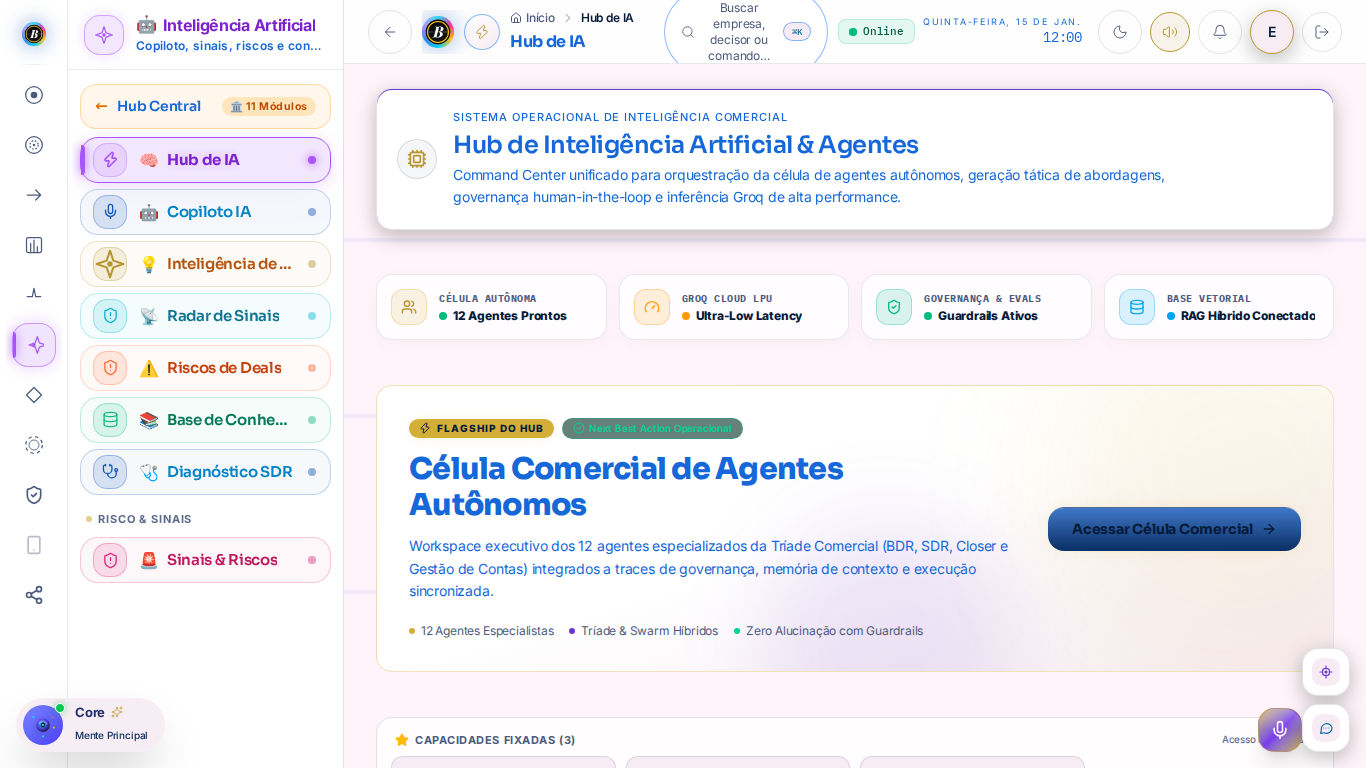 B
🤖 Inteligência Artificial
Copiloto, sinais, riscos e con...
← Hub Central
🏛️ 11 Módulos
🧠 Hub de IA
🤖 Copiloto IA
💡 Inteligência de ...
📡 Radar de Sinais
⚠️ Riscos de Deals
📚 Base de Conhe...
🩺 Diagnóstico SDR
RISCO & SINAIS
🚨 Sinais & Riscos
Core
Mente Principal
B
Início > Hub de IA
Hub de IA
Buscar
empresa,
decisor ou
comando...
⌘K
Online
QUINTA-FEIRA, 15 DE JAN.
12:00
E
SISTEMA OPERACIONAL DE INTELIGÊNCIA COMERCIAL
Hub de Inteligência Artificial & Agentes
Command Center unificado para orquestração da célula de agentes autônomos, geração tática de abordagens,
governança human-in-the-loop e inferência Groq de alta performance.
CÉLULA AUTÔNOMA
12 Agentes Prontos
GROQ CLOUD LPU
Ultra-Low Latency
GOVERNANÇA & EVALS
Guardrails Ativos
BASE VETORIAL
RAG Híbrido Conectado
FLAGSHIP DO HUB
Next Best Action Operacional
Célula Comercial de Agentes
Autônomos
Workspace executivo dos 12 agentes especializados da Tríade Comercial (BDR, SDR, Closer e
Gestão de Contas) integrados a traces de governança, memória de contexto e execução
sincronizada.
12 Agentes Especialistas
Tríade & Swarm Híbridos
Zero Alucinação com Guardrails
Acessar Célula Comercial →
CAPACIDADES FIXADAS (3)
Acesso